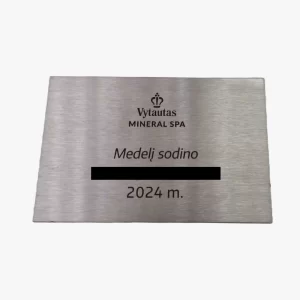 Vytautas
MINERAL SPA
Medelį sodino
2024 m.